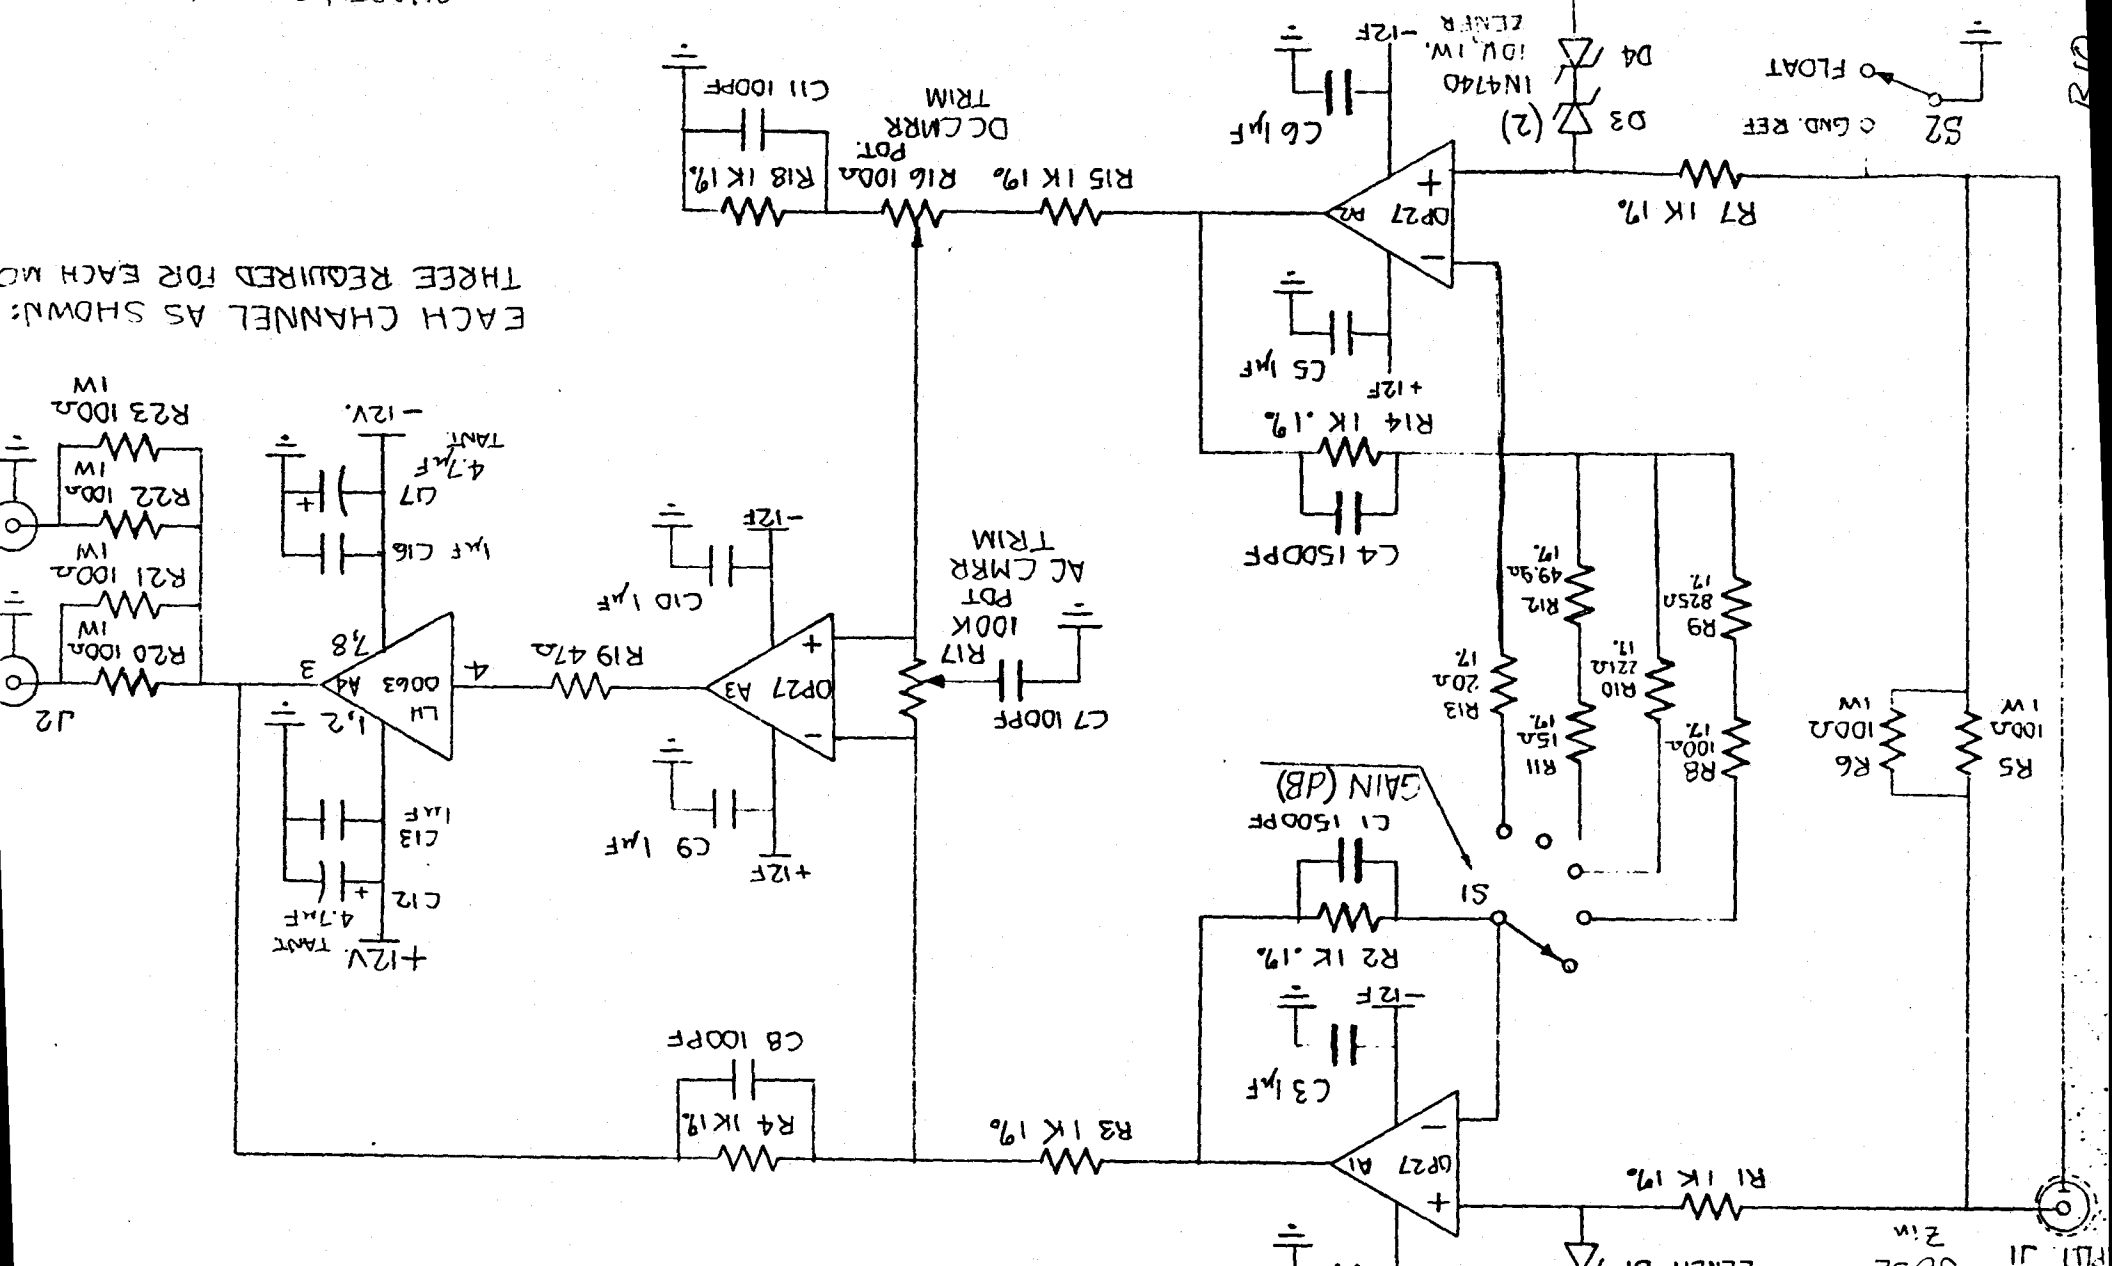 J1
Zin
R1 1K 1%
OP27
A1
+
-
C3 1µF
-12F
R3 1K 1%
R4 1K 1%
C8 100PF
R2 1K .1%
C1 1500PF
S1
GAIN (dB)
+12V
4.7µF TANT.
C12
+
C13
1µF
+12F
C9 1µF
R5
100Ω
1W
R6
100Ω
1W
R8
100Ω
1%
R9
825Ω
1%
R10
221Ω
1%
R11
15Ω
1%
R12
49.9Ω
1%
R13
20Ω
1%
C7 100PF
R17
100K
POT
AC CMRR
TRIM
OP27 A3
-
+
R19 47Ω
4
LH
0063
A4
1,2
7,8
3
J2
R20 100Ω
1W
R21 100Ω
1W
R22 100Ω
1W
R23 100Ω
1W
C10 1µF
-12F
1µF C16
C17
4.7µF
TANT.
+
-12V.
C4 1500PF
R14 1K .1%
+12F
C5 1µF
EACH CHANNEL AS SHOWN:
THREE REQUIRED FOR EACH MO
R7 1K 1%
OP27
A2
-
+
R15 1K 1%
R16 100Ω
POT.
DC CMRR
TRIM
R18 1K 1%
C11 100PF
S2
GND. REF
FLOAT
D3
D4
(2)
1N4740
10V, 1W.
ZENER
C6 1µF
-12F